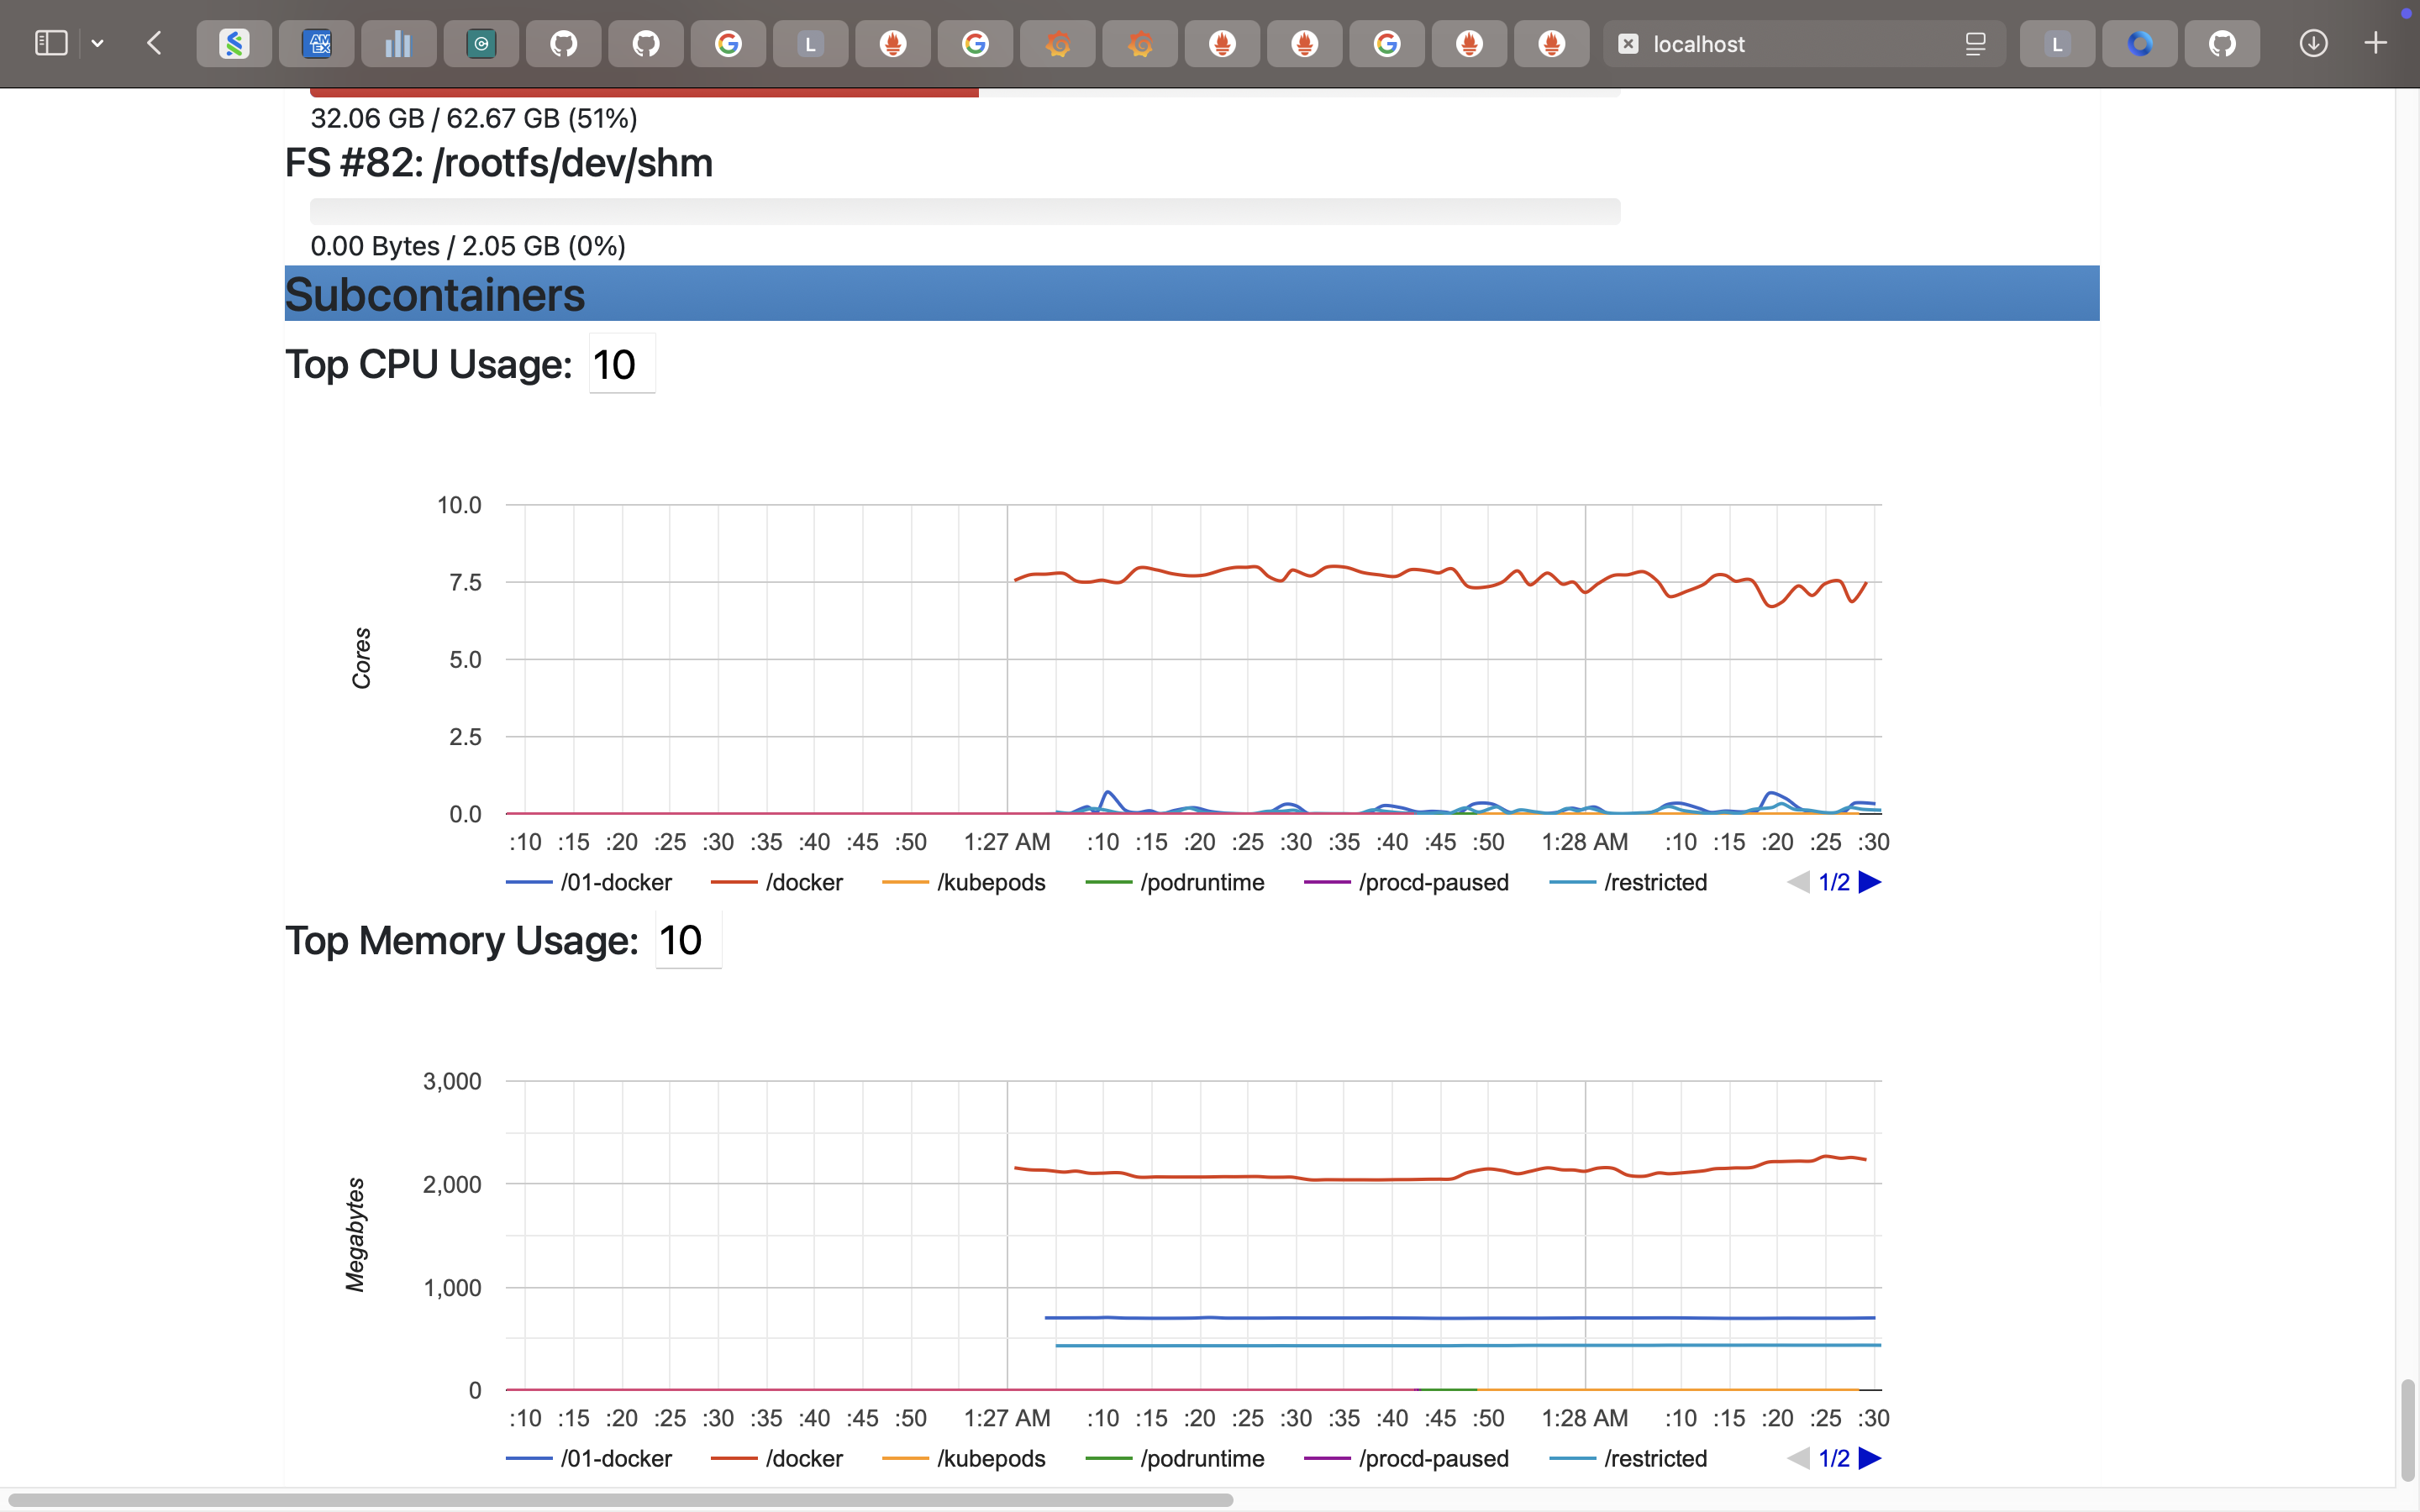 L
localhost
L
32.06 GB / 62.67 GB (51%)
FS #82: /rootfs/dev/shm
0.00 Bytes / 2.05 GB (0%)
Subcontainers
Top CPU Usage: 10
10.0
7.5
5.0
2.5
0.0
Cores
:10 :15 :20 :25 :30 :35 :40 :45 :50 1:27 AM :10 :15 :20 :25 :30 :35 :40 :45 :50 1:28 AM :10 :15 :20 :25 :30
/01-docker /docker /kubepods /podruntime /procd-paused /restricted 1/2
Top Memory Usage: 10
3,000
2,000
1,000
0
Megabytes
:10 :15 :20 :25 :30 :35 :40 :45 :50 1:27 AM :10 :15 :20 :25 :30 :35 :40 :45 :50 1:28 AM :10 :15 :20 :25 :30
/01-docker /docker /kubepods /podruntime /procd-paused /restricted 1/2